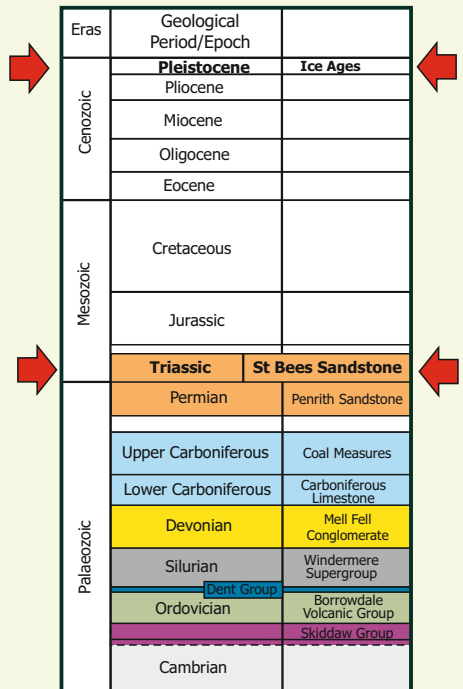 Eras
Geological
Period/Epoch
Cenozoic
Pleistocene
Ice Ages
Pliocene
Miocene
Oligocene
Eocene
Mesozoic
Cretaceous
Jurassic
Triassic
St Bees Sandstone
Palaeozoic
Permian
Penrith Sandstone
Upper Carboniferous
Coal Measures
Lower Carboniferous
Carboniferous
Limestone
Devonian
Mell Fell
Conglomerate
Silurian
Windermere
Supergroup
Dent Group
Ordovician
Borrowdale
Volcanic Group
Skiddaw Group
Cambrian